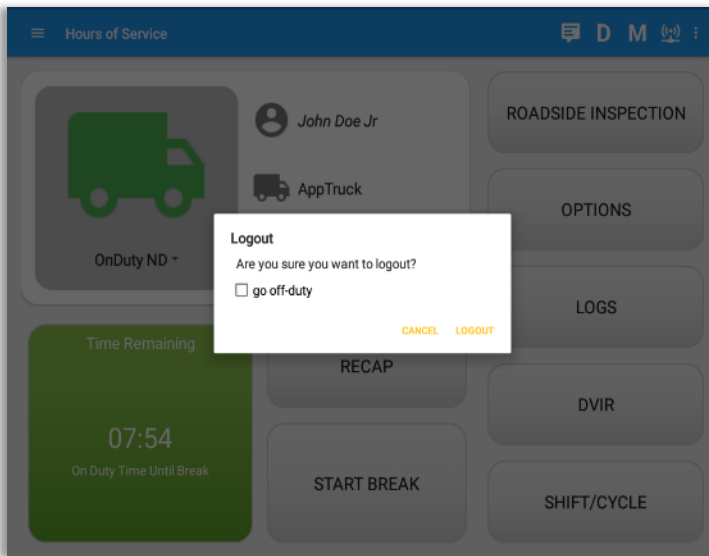 Hours of Service
D M
John Doe Jr
AppTruck
OnDuty ND
Logout
Are you sure you want to logout?
go off-duty
CANCEL LOGOUT
Time Remaining
07:54
On Duty Time Until Break
RECAP
START BREAK
ROADSIDE INSPECTION
OPTIONS
LOGS
DVIR
SHIFT/CYCLE